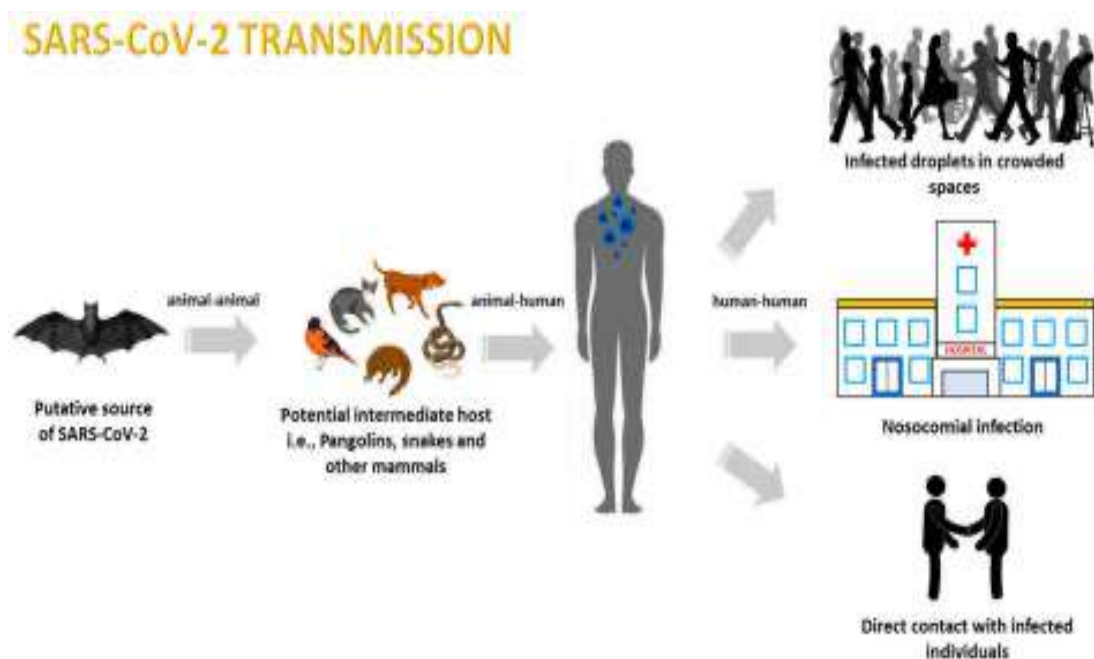 SARS-CoV-2 TRANSMISSION
Infected droplets in crowded
spaces
animal-animal
animal-human
human-human
HOSPITAL
Putative source
of SARS-CoV-2
Potential intermediate host
i.e., Pangolins, snakes and
other mammals
Nosocomial infection
Direct contact with infected
individuals